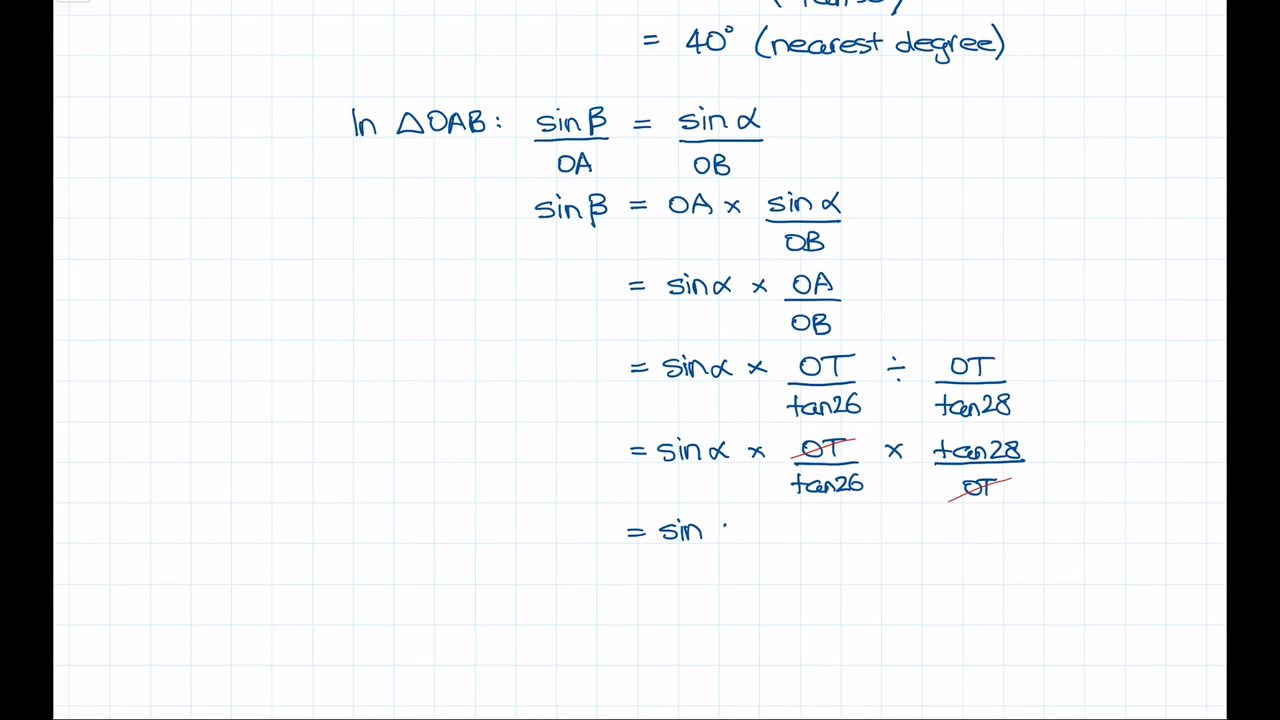 = 40° (nearest degree)
In △OAB: sinβ/OA = sinα/OB
sinβ = OA × sinα/OB
= sinα × OA/OB
= sinα × OT/tan26 ÷ OT/tan28
= sinα × OT/tan26 × tan28/OT
= sin